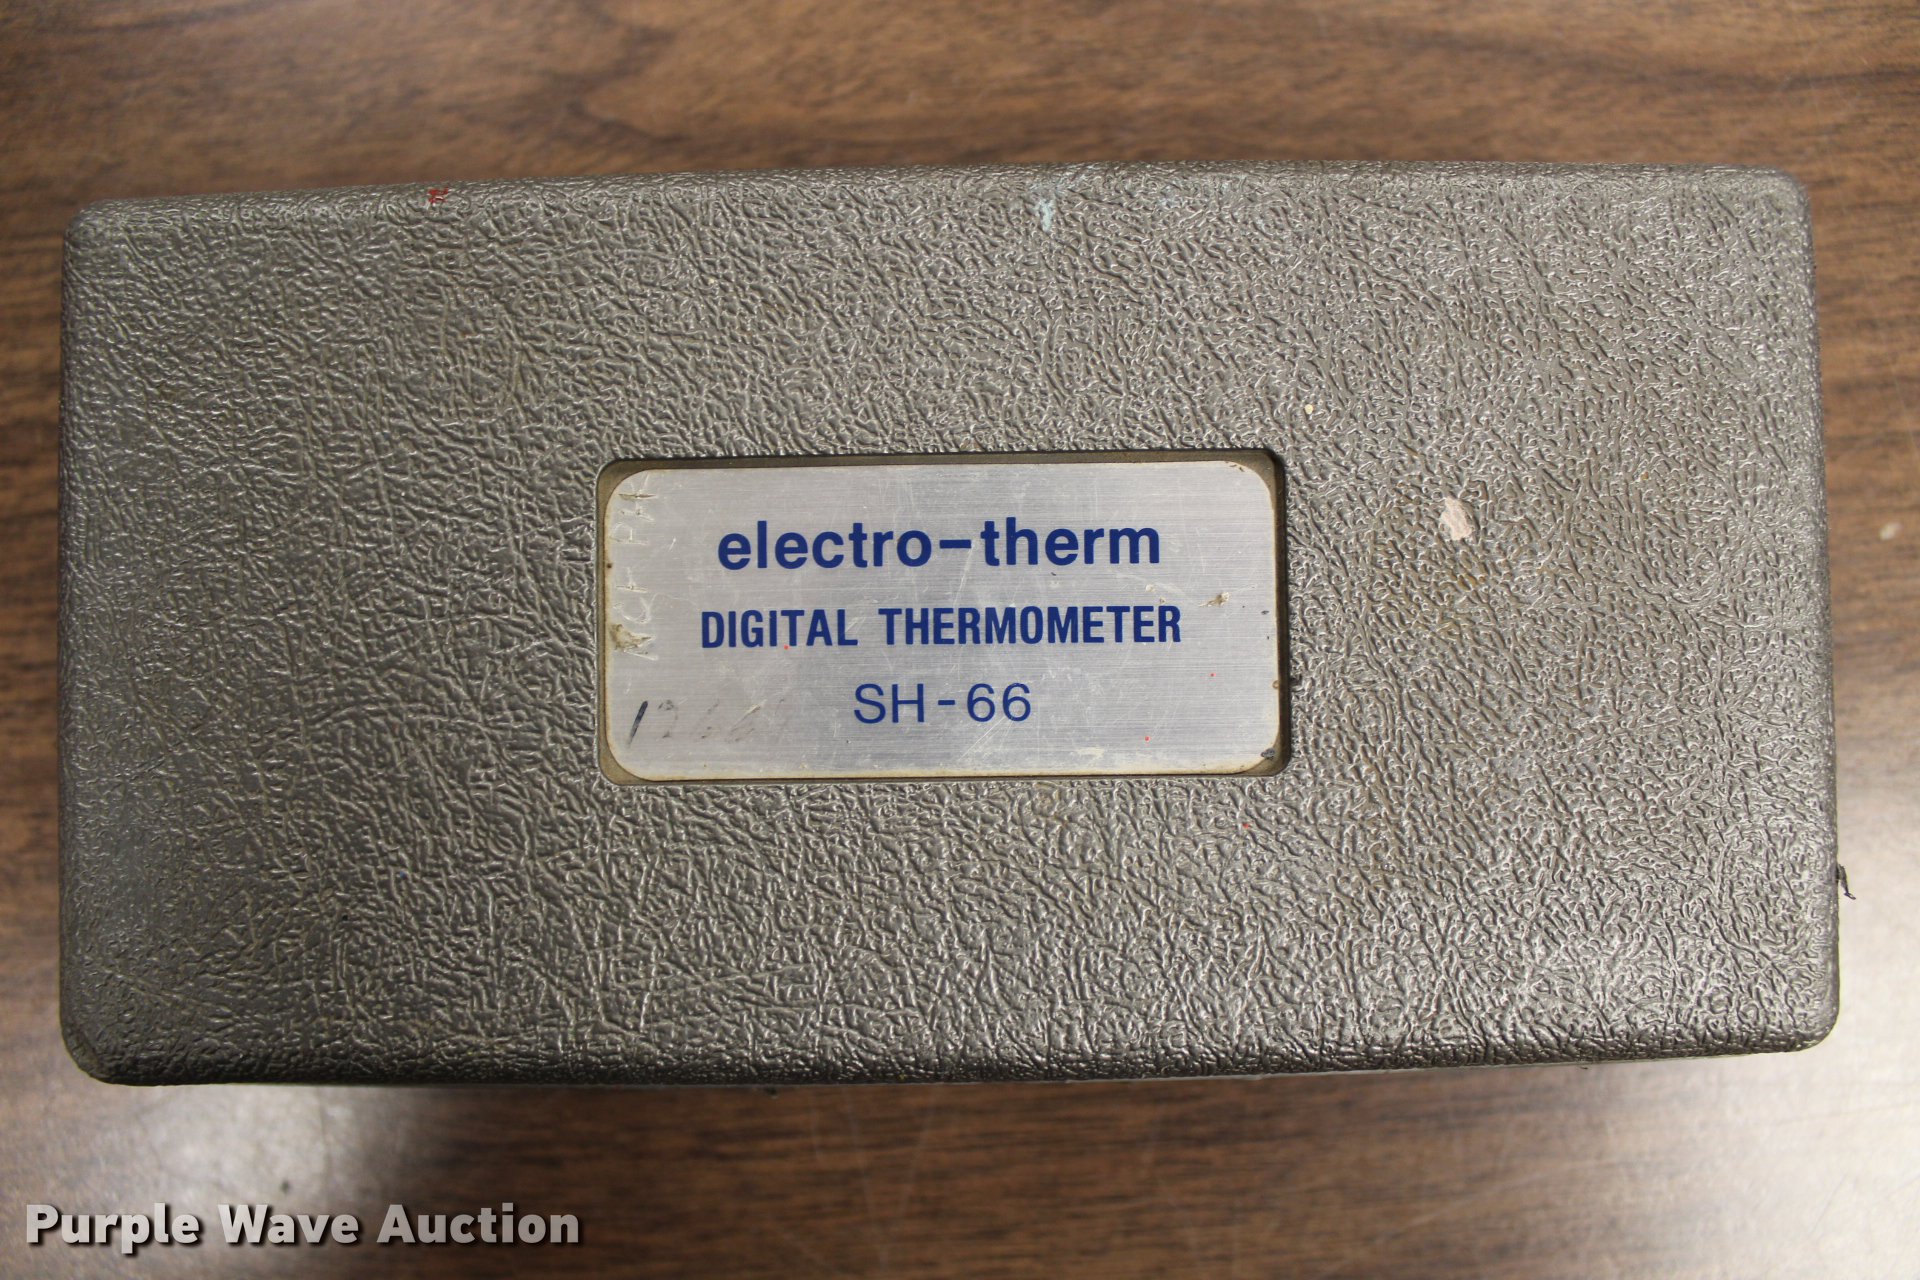 electro-therm
DIGITAL THERMOMETER
SH-66
Purple Wave Auction